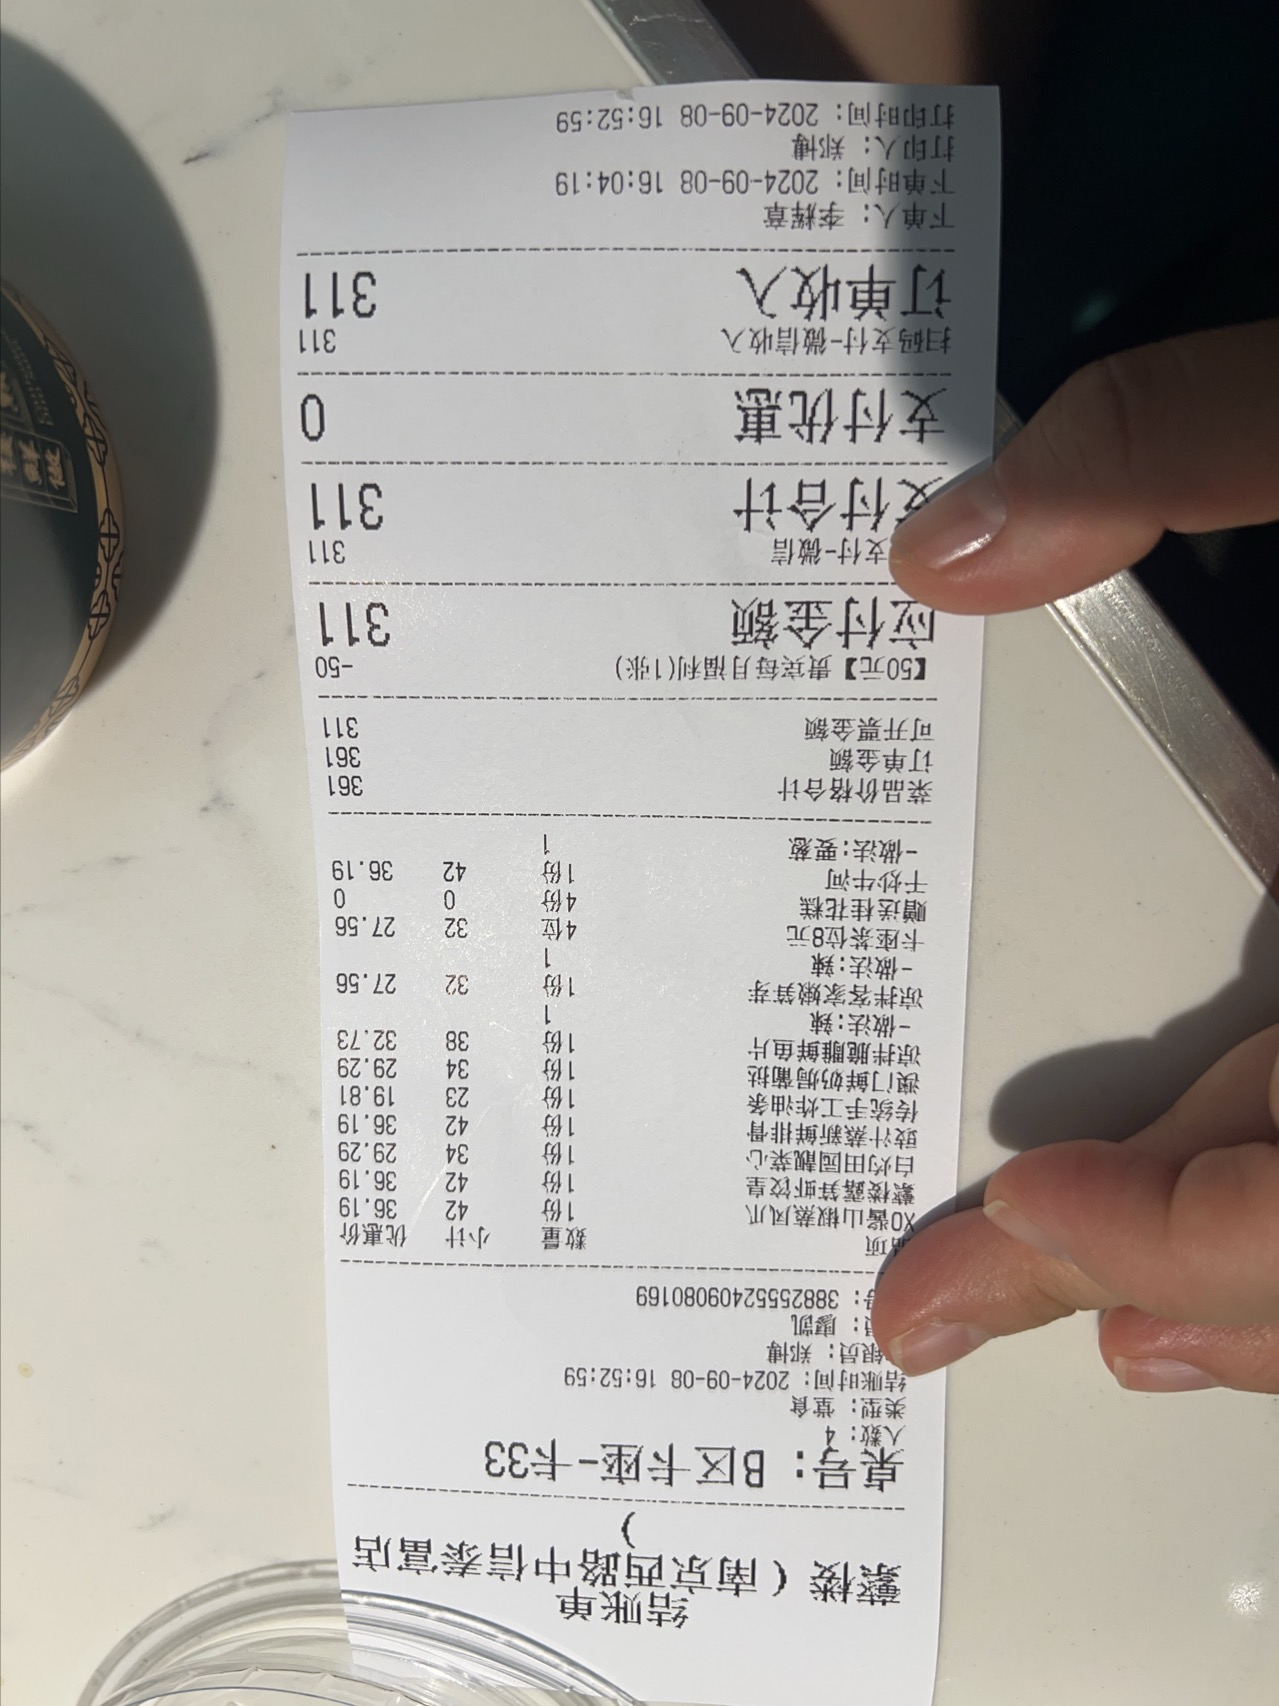 结账单
蘩楼（南京西路中信泰富店
）
桌号：B区卡座-卡33
人数：4
类型：堂食
结账时间：2024-09-08 16:52:59
银员：郑博
员：廖凯
号：38825552409080169
品项 数量 小计 优惠价
XO酱山椒蒸凤爪 1份 42 36.19
蘩楼露笋虾饺皇 1份 42 36.19
白灼田园靓菜心 1份 34 29.29
豉汁蒸新鲜排骨 1份 42 36.19
传统手工炸油条 1份 23 19.81
澳门鲜奶焗葡挞 1份 34 29.29
凉拌脆雕鲜鱼片 1份 38 32.73
-做法:辣 1
凉拌客家嫩笋芽 1份 32 27.56
-做法:辣 1
卡座茶位8元 4位 32 27.56
赠送桂花糕 4份 0 0
干炒牛河 1份 42 36.19
-做法:要葱 1
菜品价格合计 361
订单金额 361
可开票金额 311
【50元】贵宾每月福利(1张) -50
应付金额 311
支付-微信 311
支付合计 311
支付优惠 0
扫码支付-微信收入 311
订单收入 311
下单人：李辉章
下单时间：2024-09-08 16:04:19
打印人：郑博
打印时间：2024-09-08 16:52:59